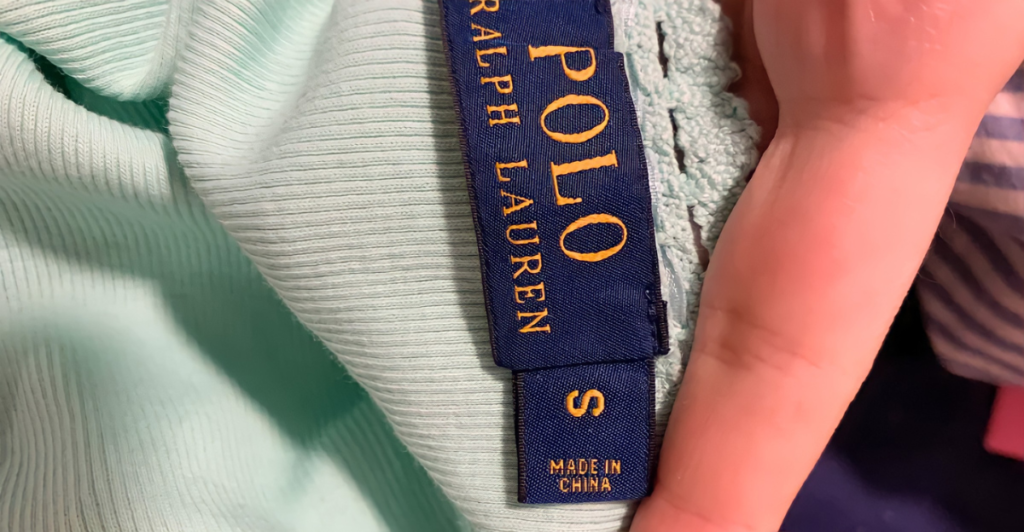 POLO
RALPH LAUREN
S
MADE IN
CHINA